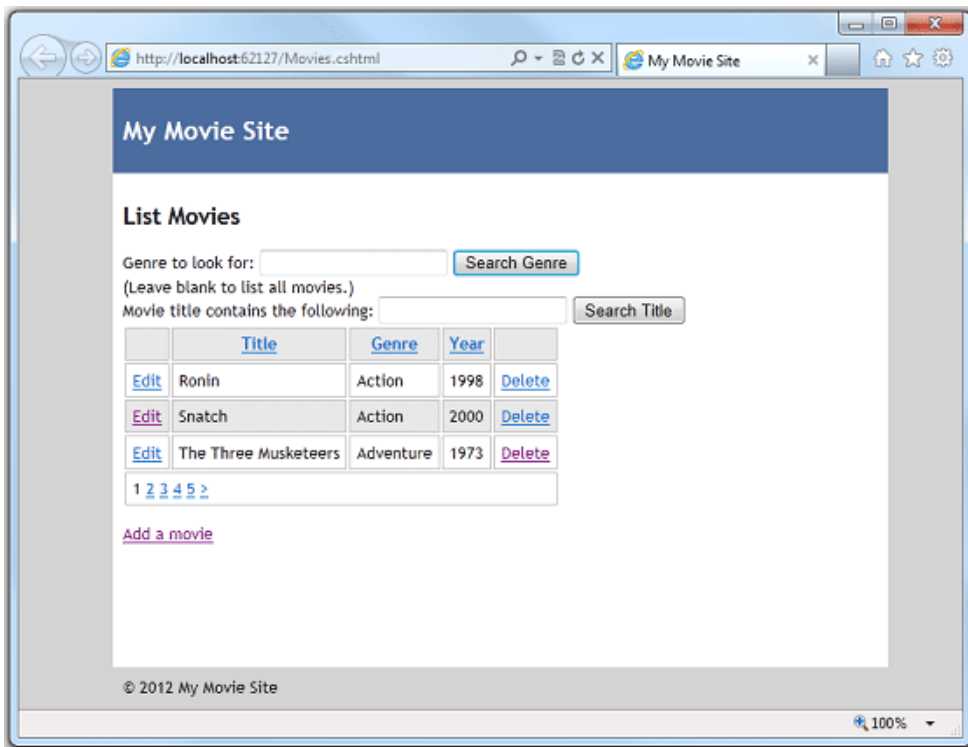 http://localhost:62127/Movies.cshtml
My Movie Site
My Movie Site
List Movies
Genre to look for: Search Genre
(Leave blank to list all movies.)
Movie title contains the following: Search Title
Title Genre Year
Edit Ronin Action 1998 Delete
Edit Snatch Action 2000 Delete
Edit The Three Musketeers Adventure 1973 Delete
1 2 3 4 5 >
Add a movie
© 2012 My Movie Site
100%